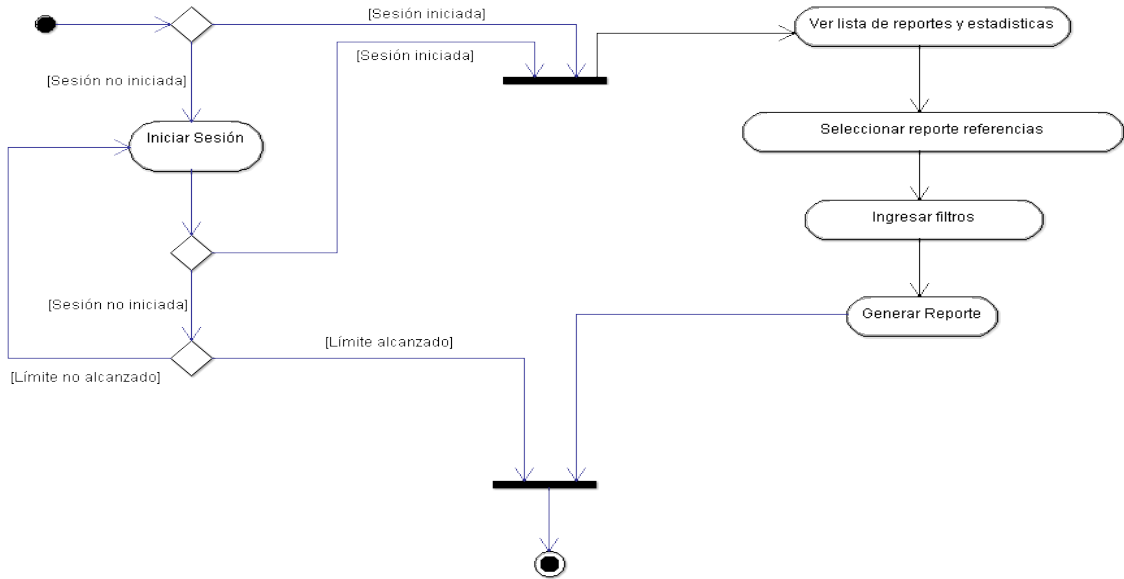 [Sesión iniciada]
Ver lista de reportes y estadisticas
[Sesión iniciada]
[Sesión no iniciada]
Iniciar Sesión
Seleccionar reporte referencias
Ingresar filtros
[Sesión no iniciada]
Generar Reporte
[Límite alcanzado]
[Límite no alcanzado]